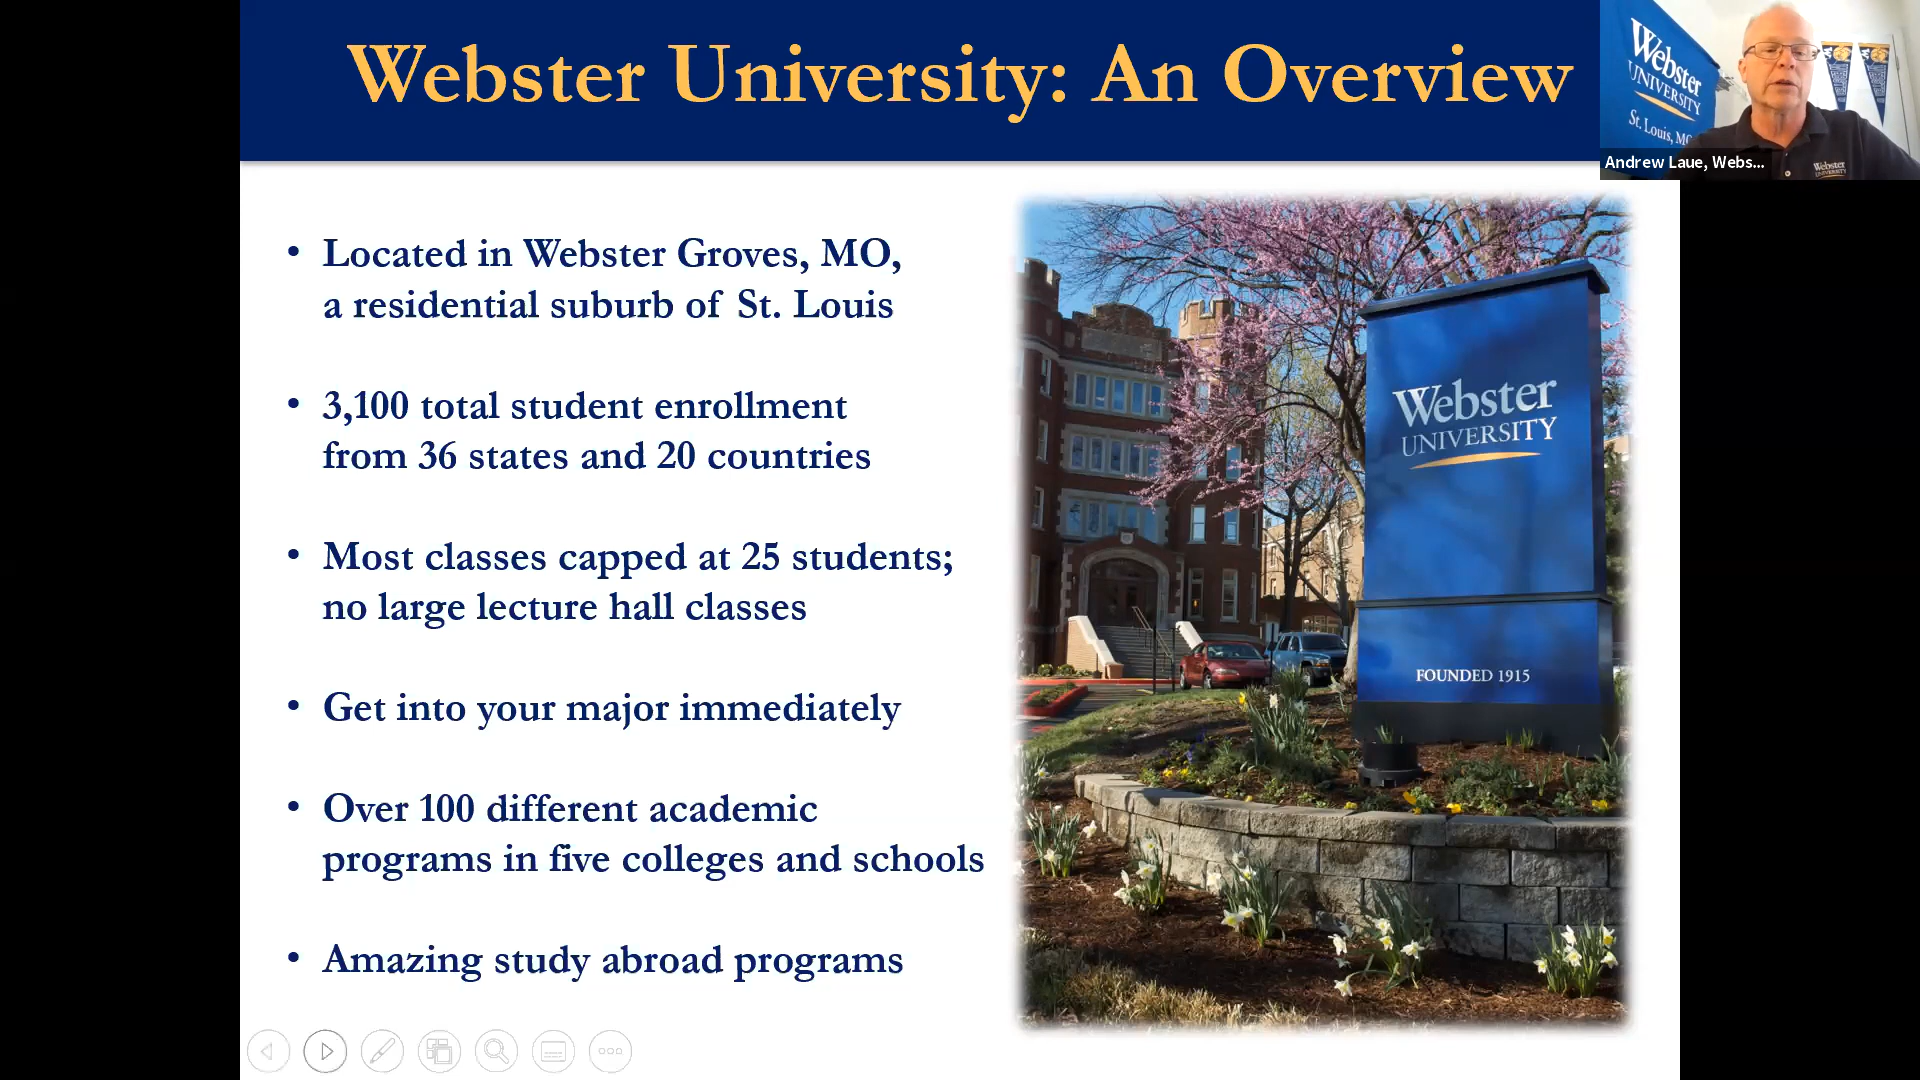 Webster University: An Overview
Webster
UNIVERSITY
St. Louis, MO
Andrew Laue, Webs...
Webster
UNIVERSITY
• Located in Webster Groves, MO,
a residential suburb of St. Louis
• 3,100 total student enrollment
from 36 states and 20 countries
• Most classes capped at 25 students;
no large lecture hall classes
• Get into your major immediately
• Over 100 different academic
programs in five colleges and schools
• Amazing study abroad programs
Webster
UNIVERSITY
FOUNDED 1915